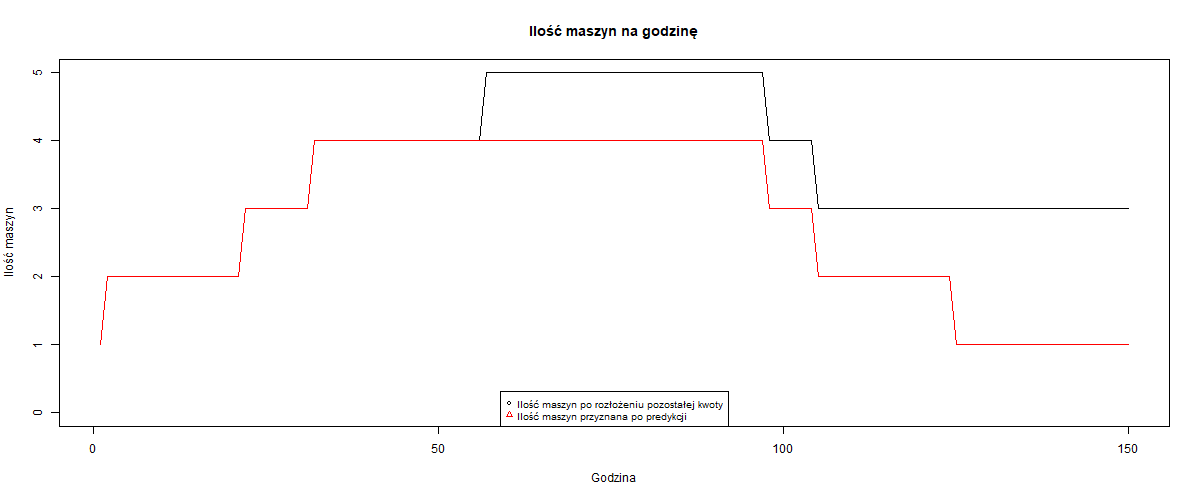 Ilość maszyn na godzinę
Ilość maszyn
5
4
3
2
1
0
Ilość maszyn po rozłożeniu pozostałej kwoty
Ilość maszyn przyznana po predykcji
0 50 100 150
Godzina